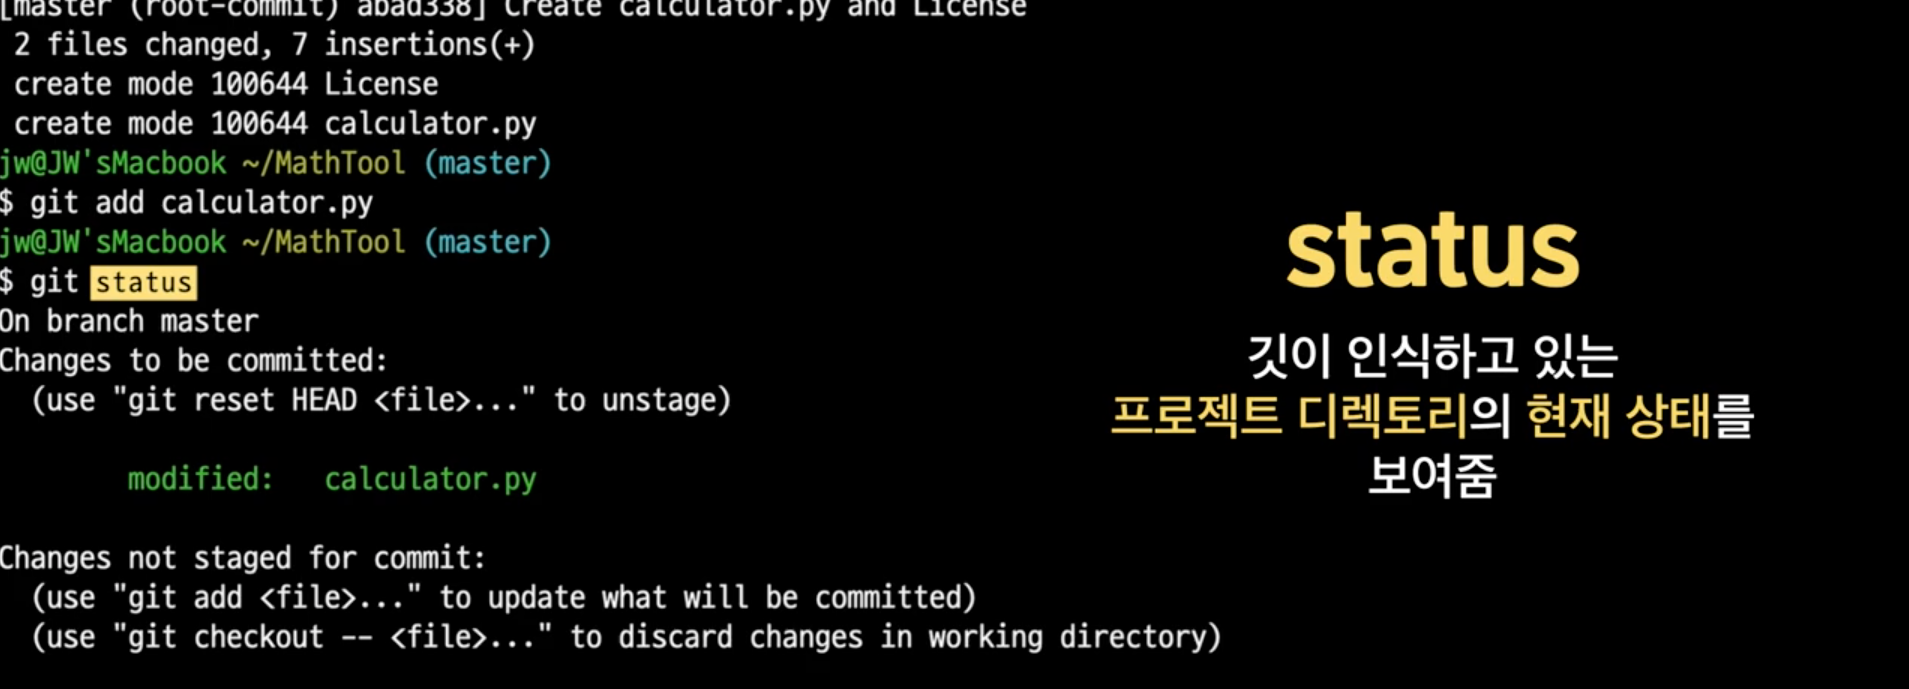 [master (root-commit) abad338] Create calculator.py and License
2 files changed, 7 insertions(+)
create mode 100644 License
create mode 100644 calculator.py
jw@JW'sMacbook ~/MathTool (master)
$ git add calculator.py
jw@JW'sMacbook ~/MathTool (master)
$ git status
On branch master
Changes to be committed:
(use "git reset HEAD <file>..." to unstage)
modified: calculator.py
Changes not staged for commit:
(use "git add <file>..." to update what will be committed)
(use "git checkout -- <file>..." to discard changes in working directory)
status
깃이 인식하고 있는
프로젝트 디렉토리의 현재 상태를
보여줌